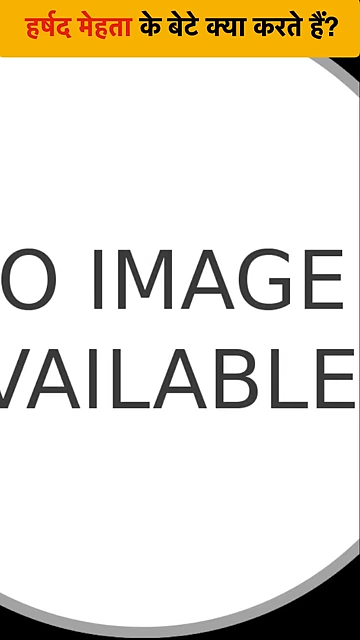 हर्षद मेहता के बेटे क्या करते हैं?
O IMAGE
VAILABLE